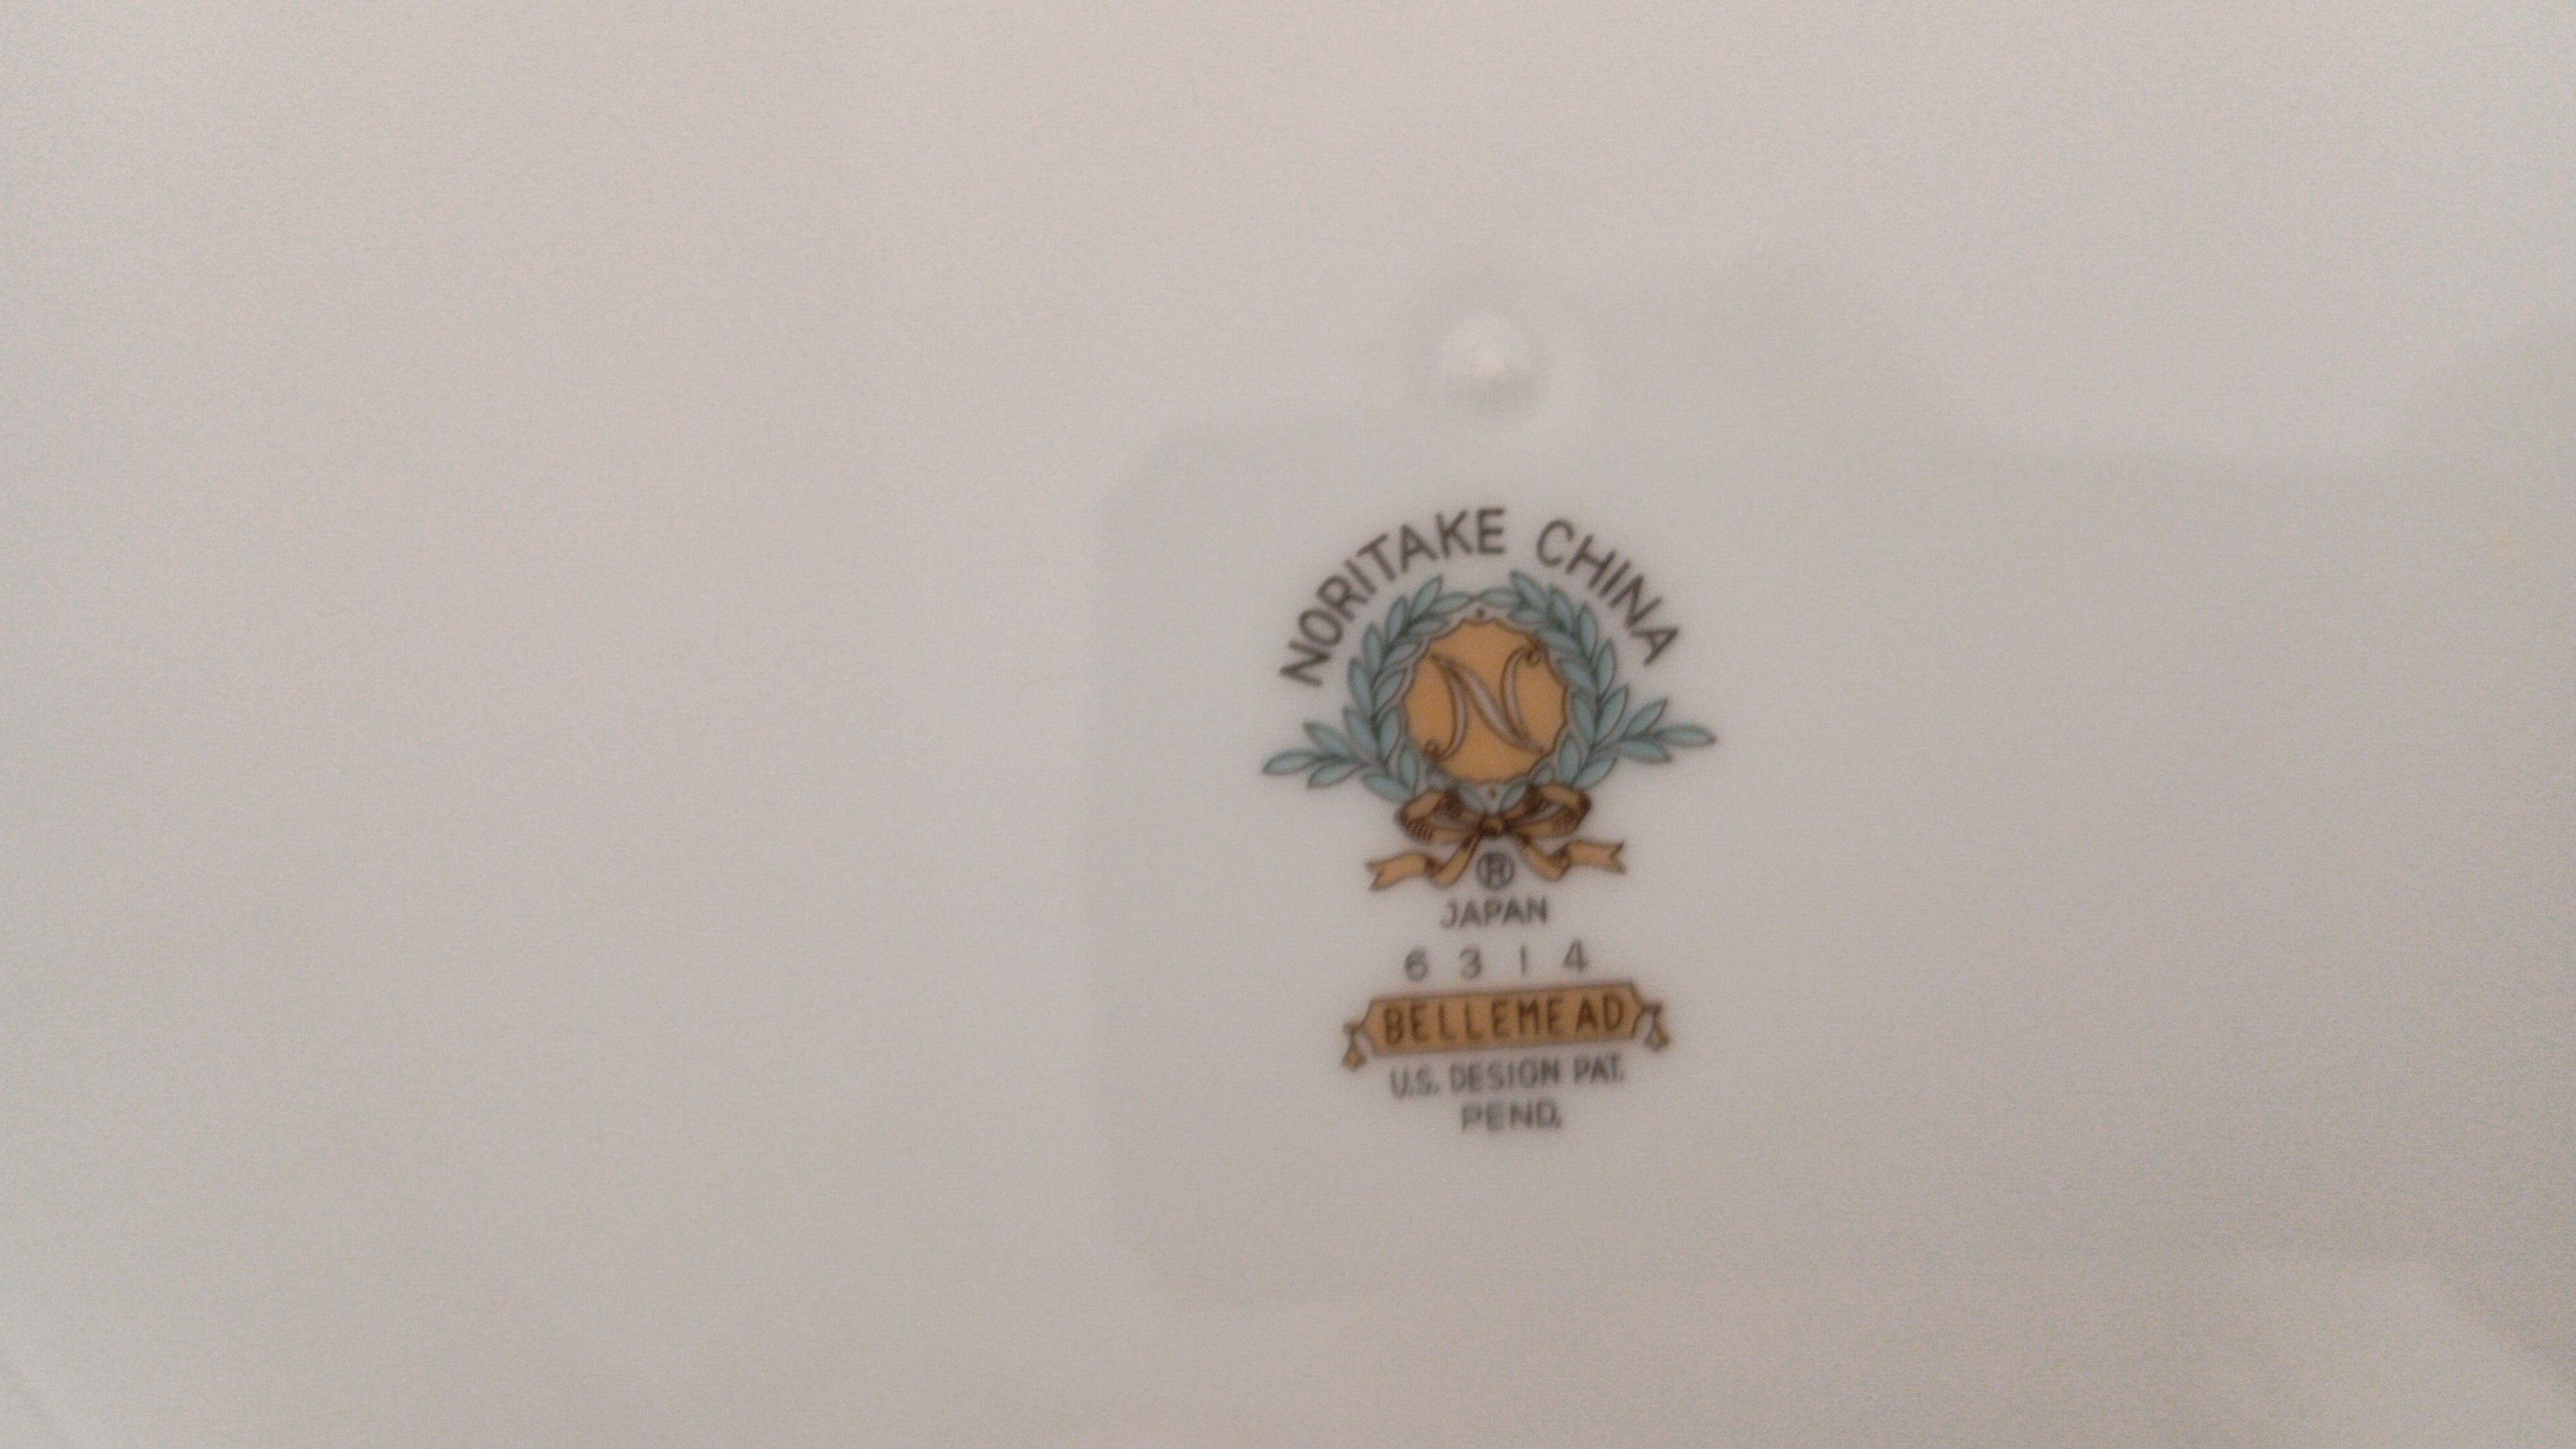 NORITAKE CHINA
N
®
JAPAN
6314
BELLEMEAD
U.S. DESIGN PAT.
PEND.